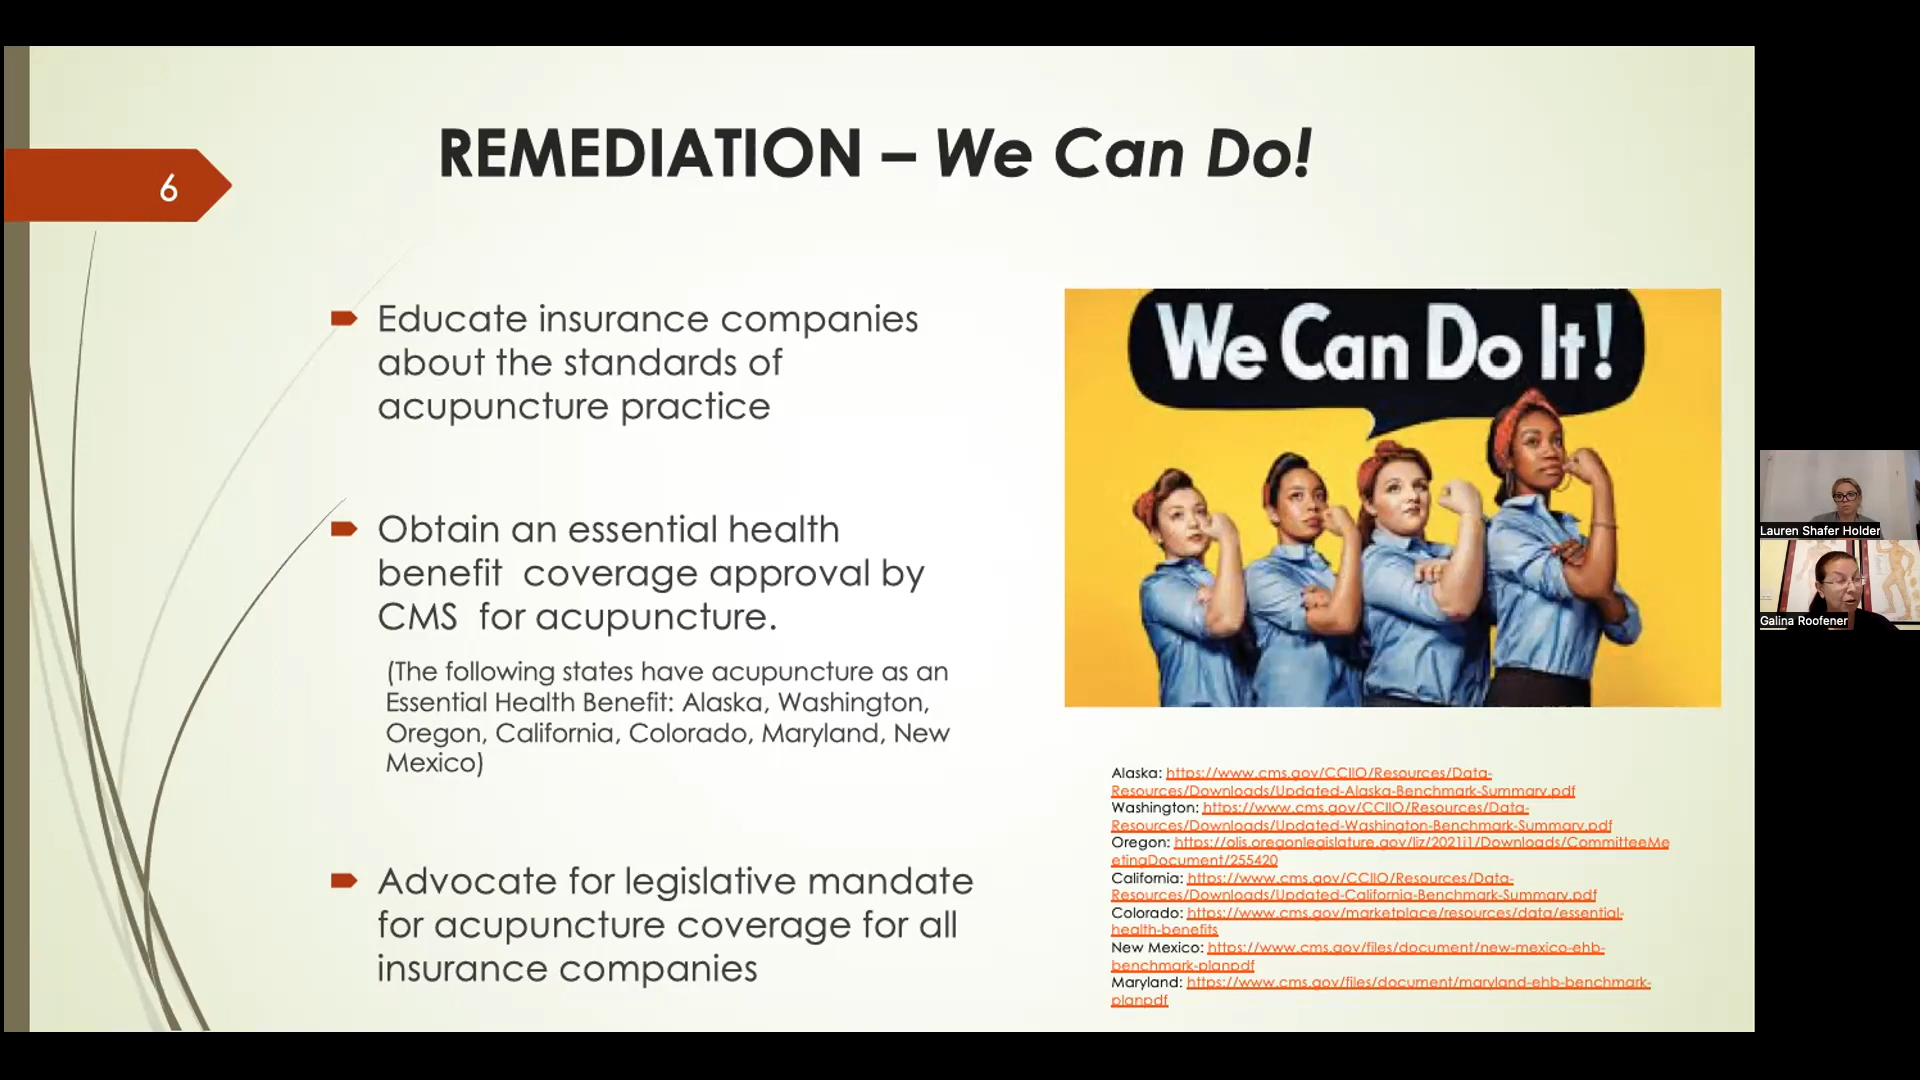 REMEDIATION – We Can Do!
6
Educate insurance companies
about the standards of
acupuncture practice
Obtain an essential health
benefit coverage approval by
CMS for acupuncture.
(The following states have acupuncture as an
Essential Health Benefit: Alaska, Washington,
Oregon, California, Colorado, Maryland, New
Mexico)
Advocate for legislative mandate
for acupuncture coverage for all
insurance companies
We Can Do It!
Alaska: https://www.cms.gov/CCIIO/Resources/Data-
Resources/Downloads/Updated-Alaska-Benchmark-Summary.pdf
Washington: https://www.cms.gov/CCIIO/Resources/Data-
Resources/Downloads/Updated-Washington-Benchmark-Summary.pdf
Oregon: https://olis.oregonlegislature.gov/liz/2021i1/Downloads/CommitteeMe
etingDocument/255420
California: https://www.cms.gov/CCIIO/Resources/Data-
Resources/Downloads/Updated-California-Benchmark-Summary.pdf
Colorado: https://www.cms.gov/marketplace/resources/data/essential-
health-benefits
New Mexico: https://www.cms.gov/files/document/new-mexico-ehb-
benchmark-planpdf
Maryland: https://www.cms.gov/files/document/maryland-ehb-benchmark-
planpdf
Lauren Shafer Holder
Galina Roofener